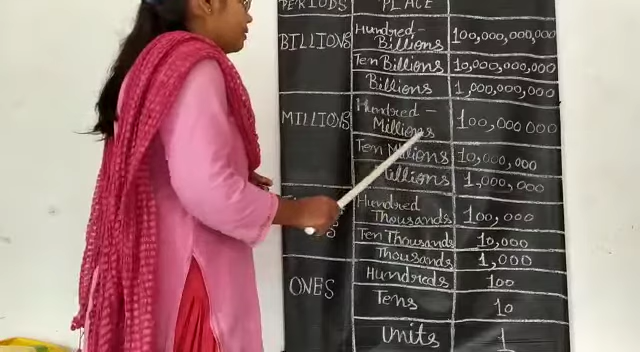 PERIODS PLACE
BILLIONS Hundred- 100,000,000,000
Billions
Ten Billions 10,000,000,000
Billions 1,000,000,000
MILLIONS Hundred- 100,000 000
Millions
Ten Millions 10,000,000
Millions 1,000,000
Hundred 100,000
Thousands
Ten Thousands 10,000
Thousands 1,000
ONES Hundreds 100
Tens 10
Units 1